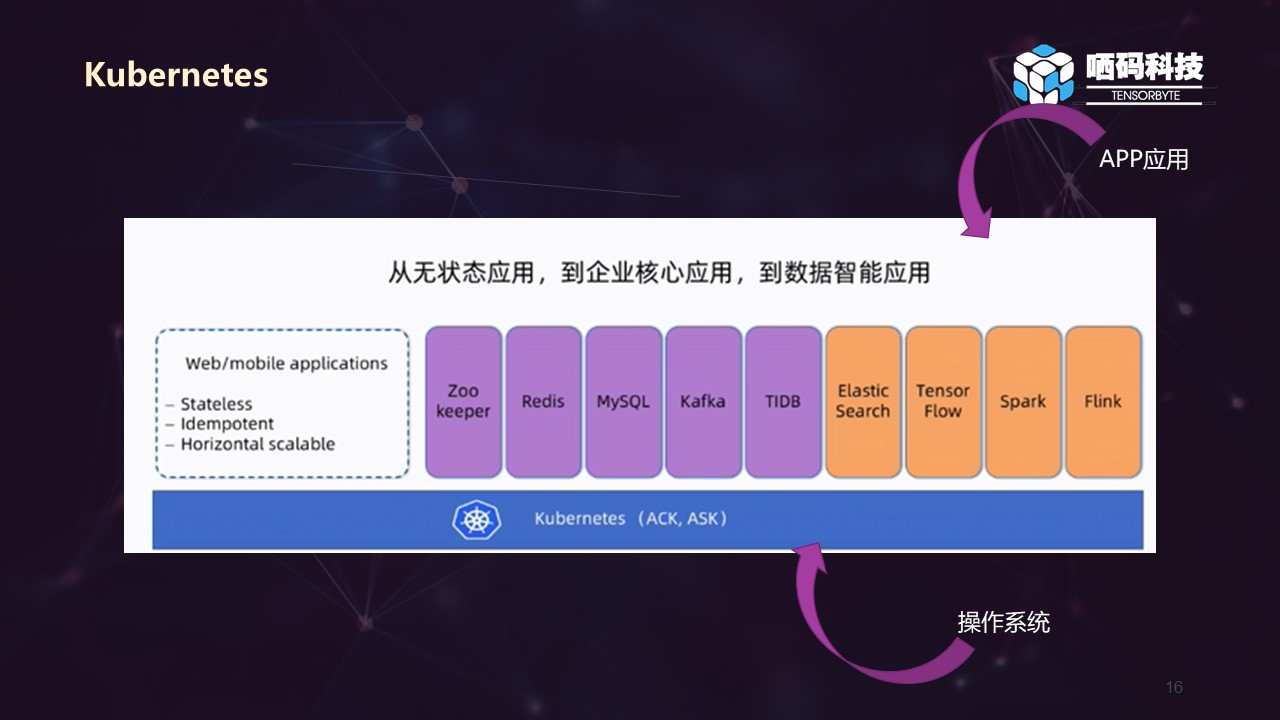 Kubernetes
哂码科技
TENSORBYTE
APP应用
从无状态应用，到企业核心应用，到数据智能应用
Web/mobile applications
– Stateless
– Idempotent
– Horizontal scalable
Zoo
keeper
Redis
MySQL
Kafka
TIDB
Elastic
Search
Tensor
Flow
Spark
Flink
Kubernetes （ACK, ASK）
操作系统
16